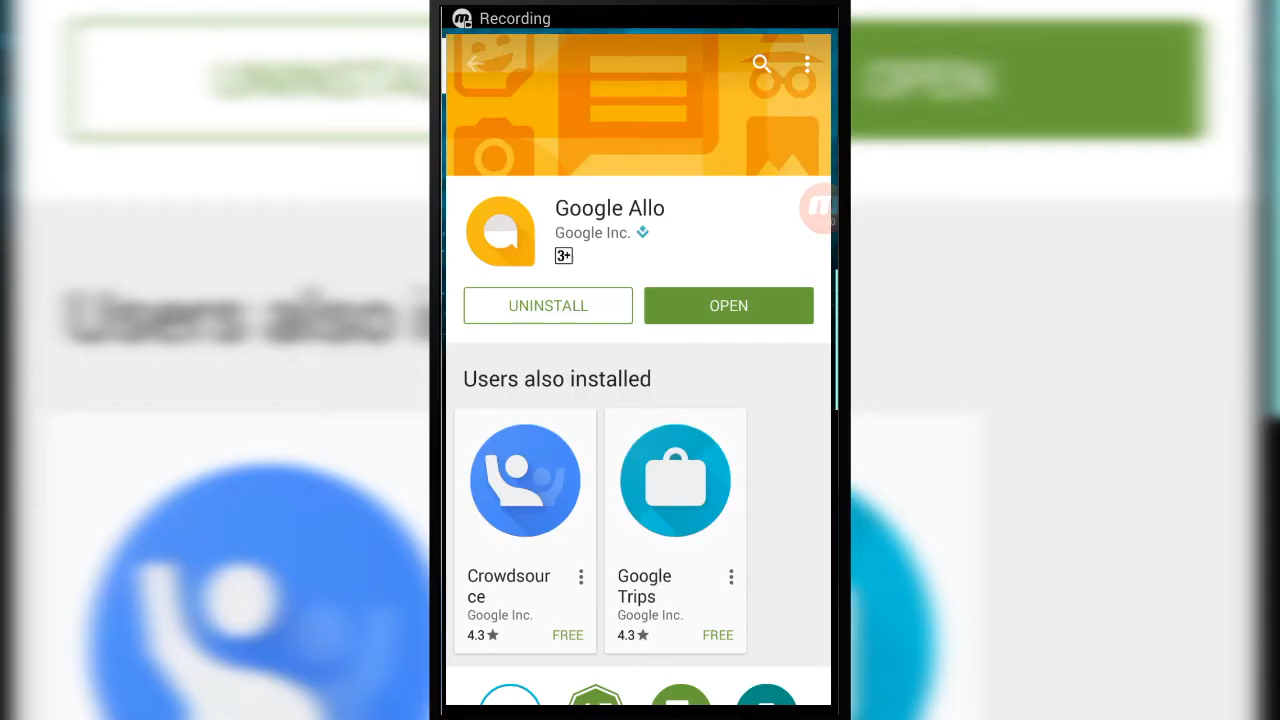 Recording
Google Allo
Google Inc.
3+
UNINSTALL
OPEN
Users also installed
Crowdsour
ce
Google Inc.
4.3 FREE
Google
Trips
Google Inc.
4.3 FREE